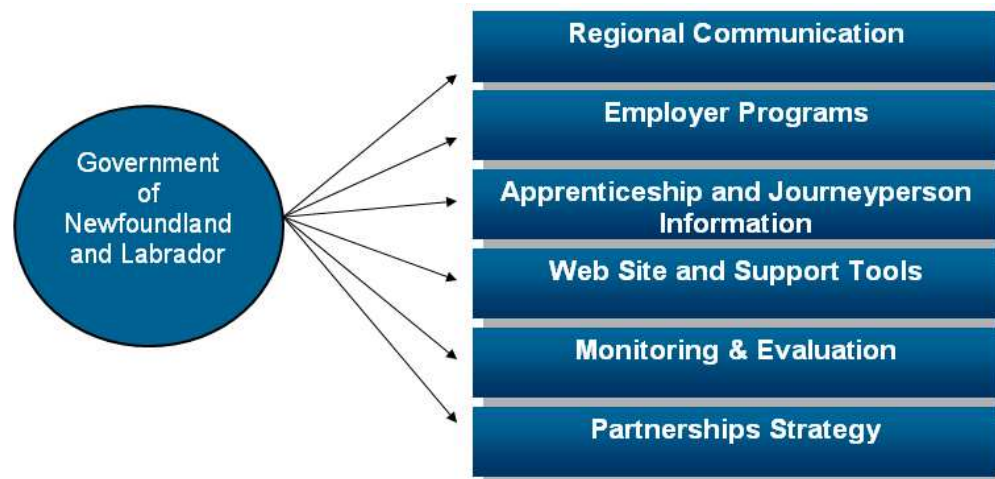 Government
of
Newfoundland
and Labrador
Regional Communication
Employer Programs
Apprenticeship and Journeyperson
Information
Web Site and Support Tools
Monitoring & Evaluation
Partnerships Strategy